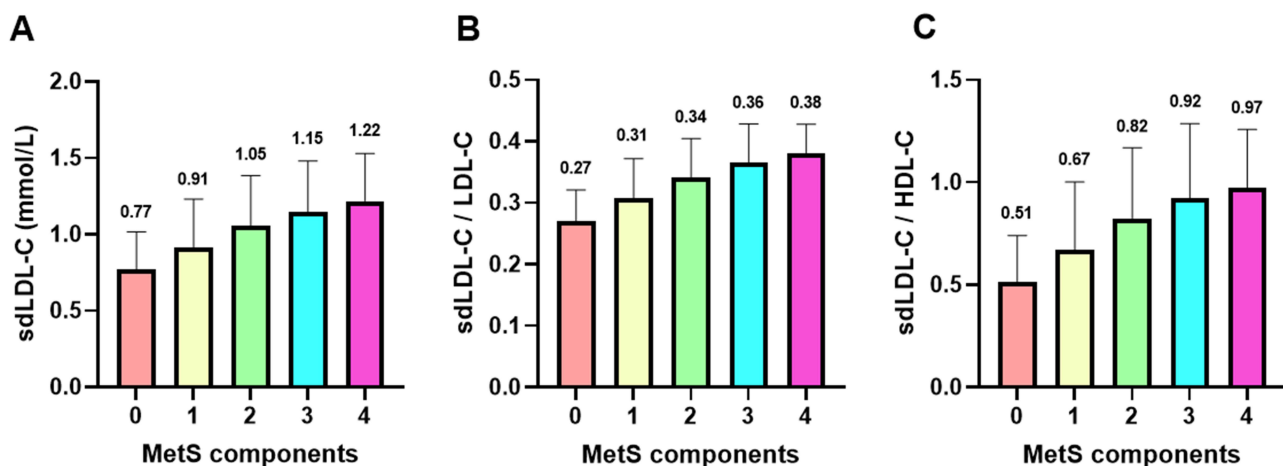 A
sdLDL-C (mmol/L)
2.0
1.5
1.0
0.5
0.0
0.77
0.91
1.05
1.15
1.22
0 1 2 3 4
MetS components
B
sdLDL-C / LDL-C
0.5
0.4
0.3
0.2
0.1
0.0
0.27
0.31
0.34
0.36
0.38
0 1 2 3 4
MetS components
C
sdLDL-C / HDL-C
1.5
1.0
0.5
0.0
0.51
0.67
0.82
0.92
0.97
0 1 2 3 4
MetS components